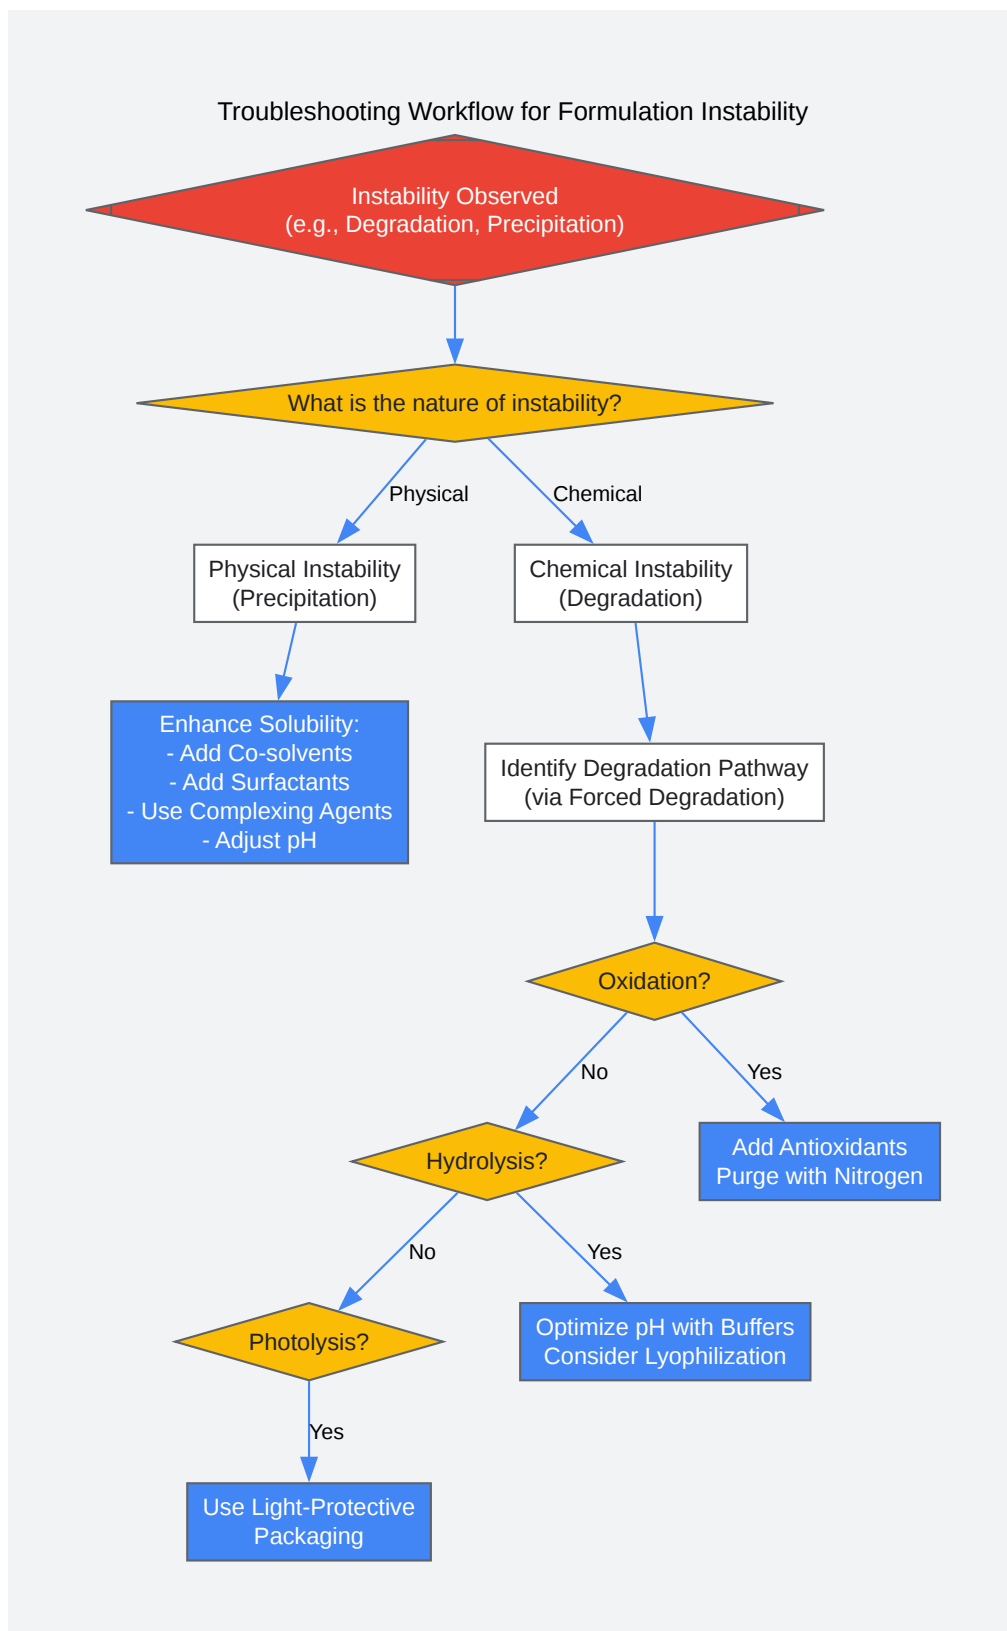 Troubleshooting Workflow for Formulation Instability
Instability Observed
(e.g., Degradation, Precipitation)
What is the nature of instability?
Physical
Chemical
Physical Instability
(Precipitation)
Chemical Instability
(Degradation)
Enhance Solubility:
- Add Co-solvents
- Add Surfactants
- Use Complexing Agents
- Adjust pH
Identify Degradation Pathway
(via Forced Degradation)
Oxidation?
No
Yes
Hydrolysis?
Add Antioxidants
Purge with Nitrogen
No
Yes
Photolysis?
Optimize pH with Buffers
Consider Lyophilization
Yes
Use Light-Protective
Packaging